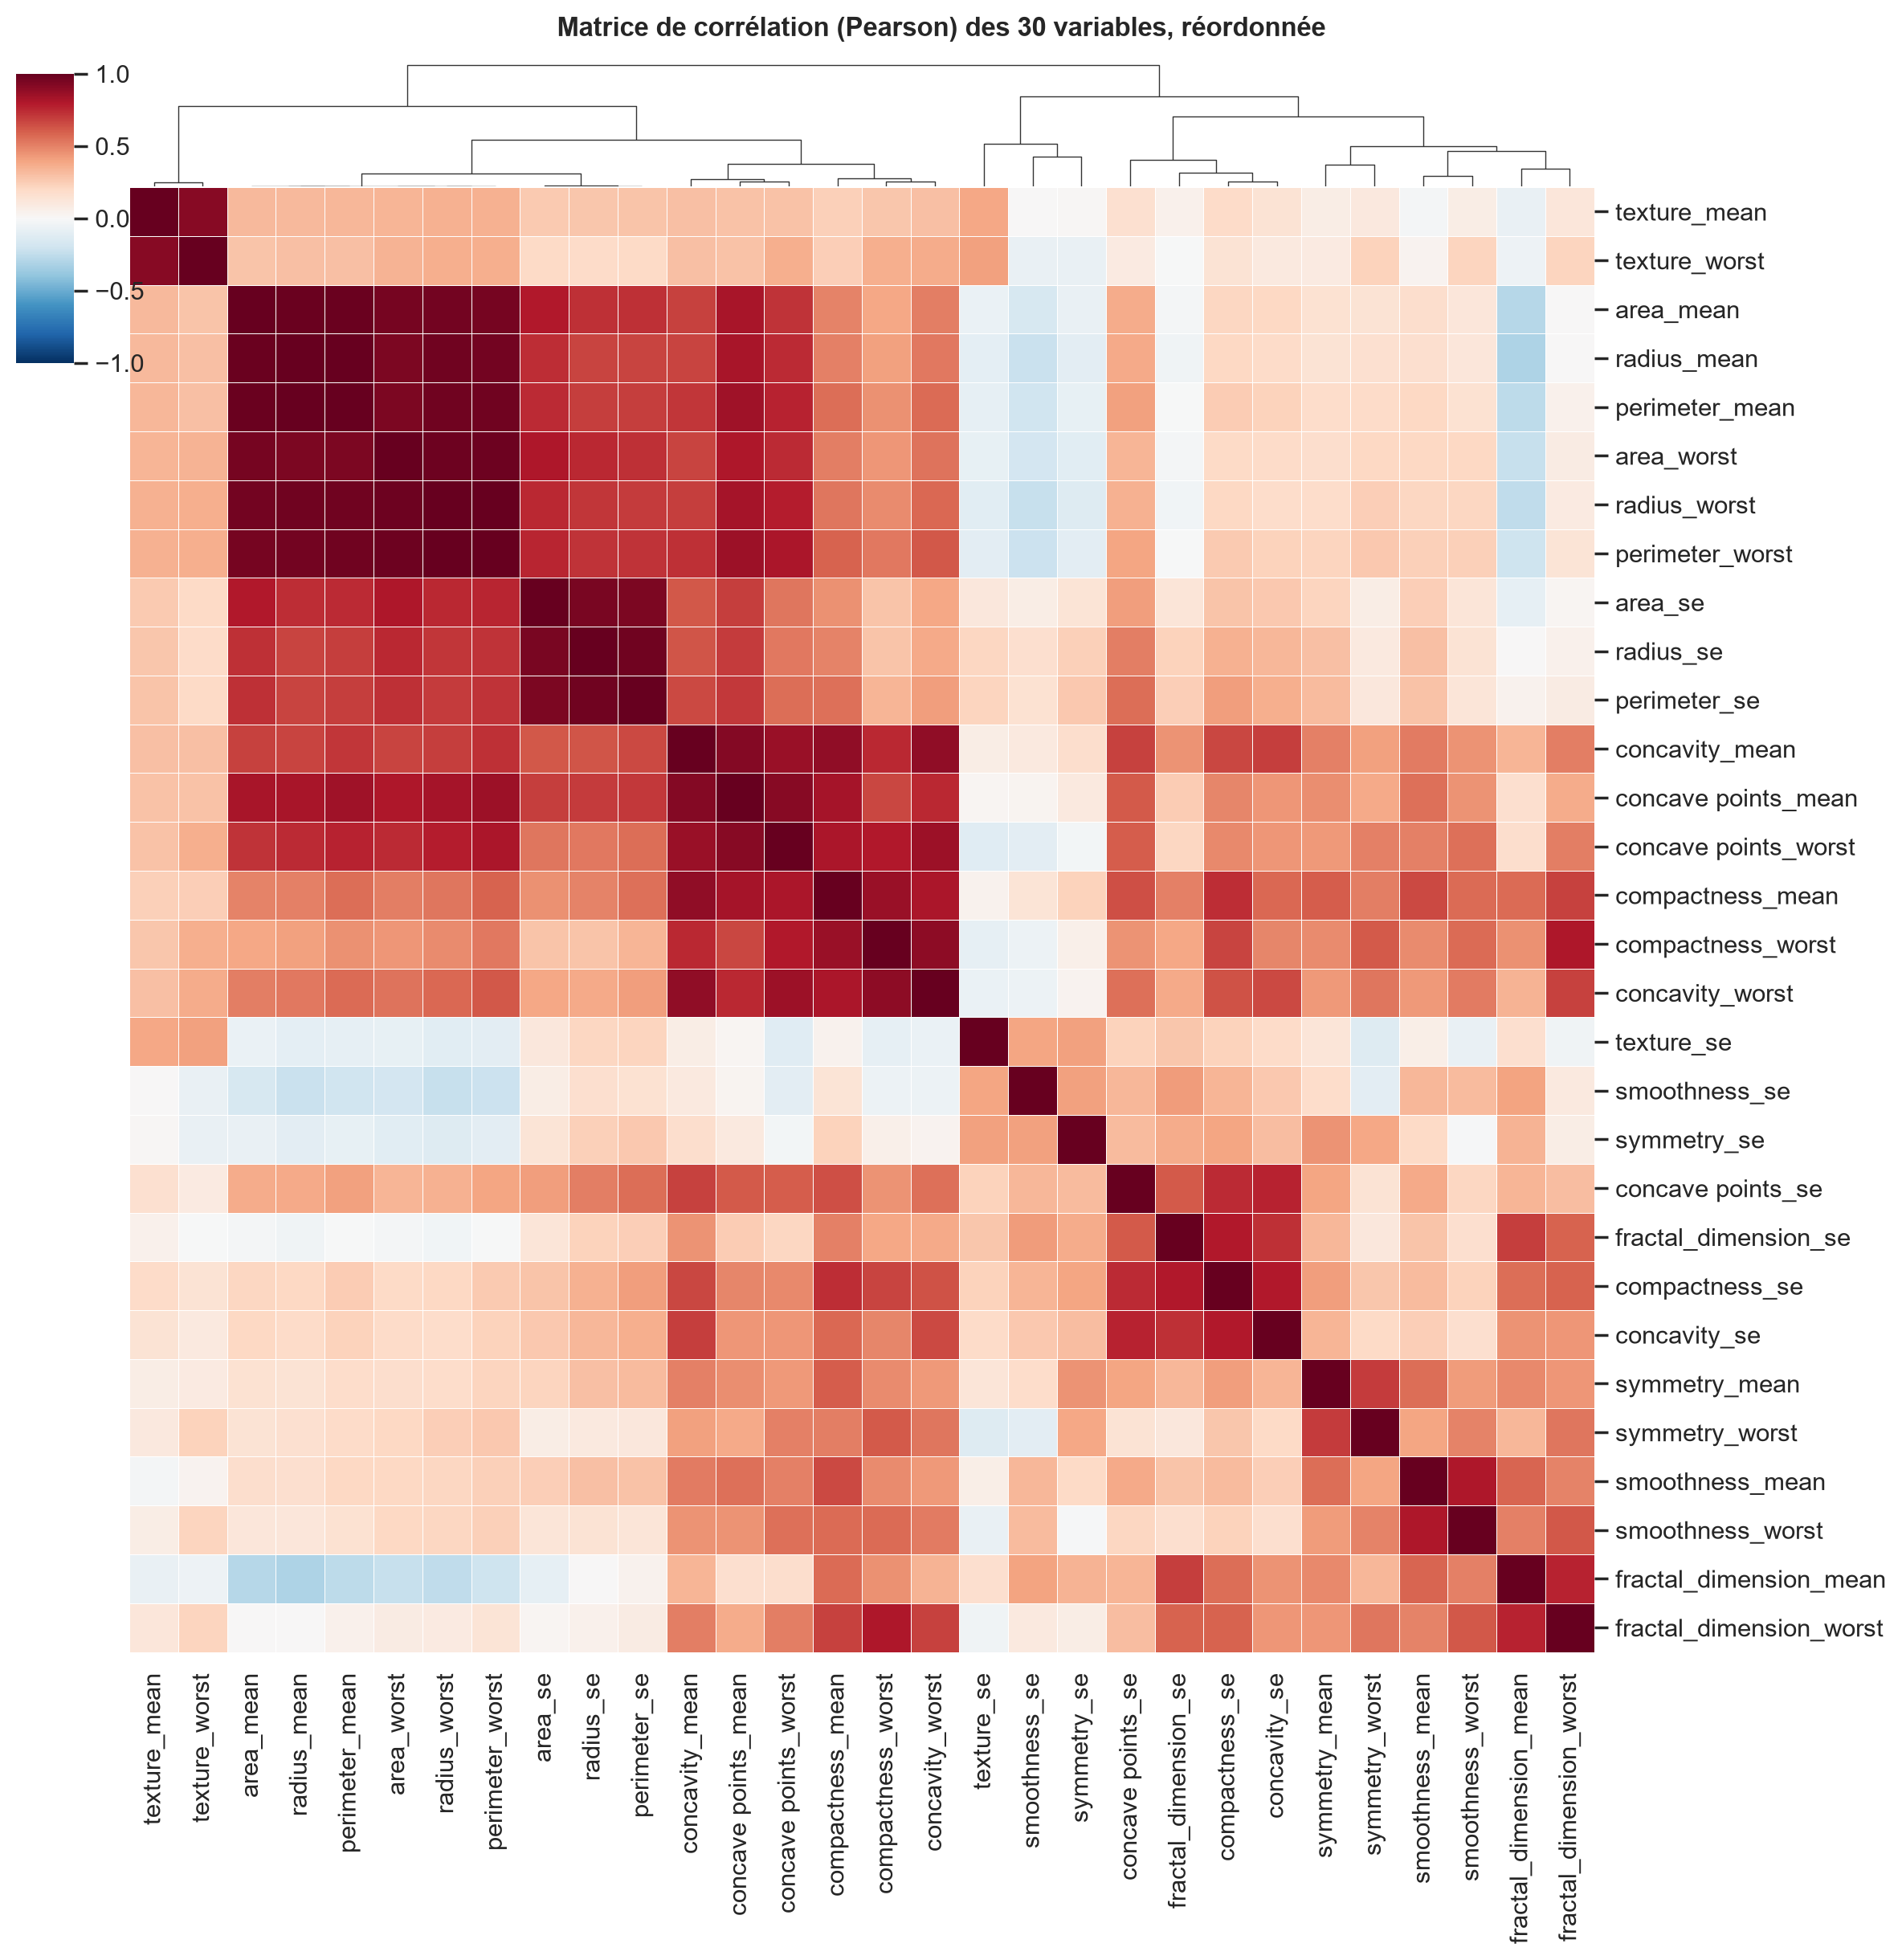 Matrice de corrélation (Pearson) des 30 variables, réordonnée
1.0
0.5
0.0
−0.5
−1.0
texture_mean
texture_worst
area_mean
radius_mean
perimeter_mean
area_worst
radius_worst
perimeter_worst
area_se
radius_se
perimeter_se
concavity_mean
concave points_mean
concave points_worst
compactness_mean
compactness_worst
concavity_worst
texture_se
smoothness_se
symmetry_se
concave points_se
fractal_dimension_se
compactness_se
concavity_se
symmetry_mean
symmetry_worst
smoothness_mean
smoothness_worst
fractal_dimension_mean
fractal_dimension_worst
texture_mean
texture_worst
area_mean
radius_mean
perimeter_mean
area_worst
radius_worst
perimeter_worst
area_se
radius_se
perimeter_se
concavity_mean
concave points_mean
concave points_worst
compactness_mean
compactness_worst
concavity_worst
texture_se
smoothness_se
symmetry_se
concave points_se
fractal_dimension_se
compactness_se
concavity_se
symmetry_mean
symmetry_worst
smoothness_mean
smoothness_worst
fractal_dimension_mean
fractal_dimension_worst